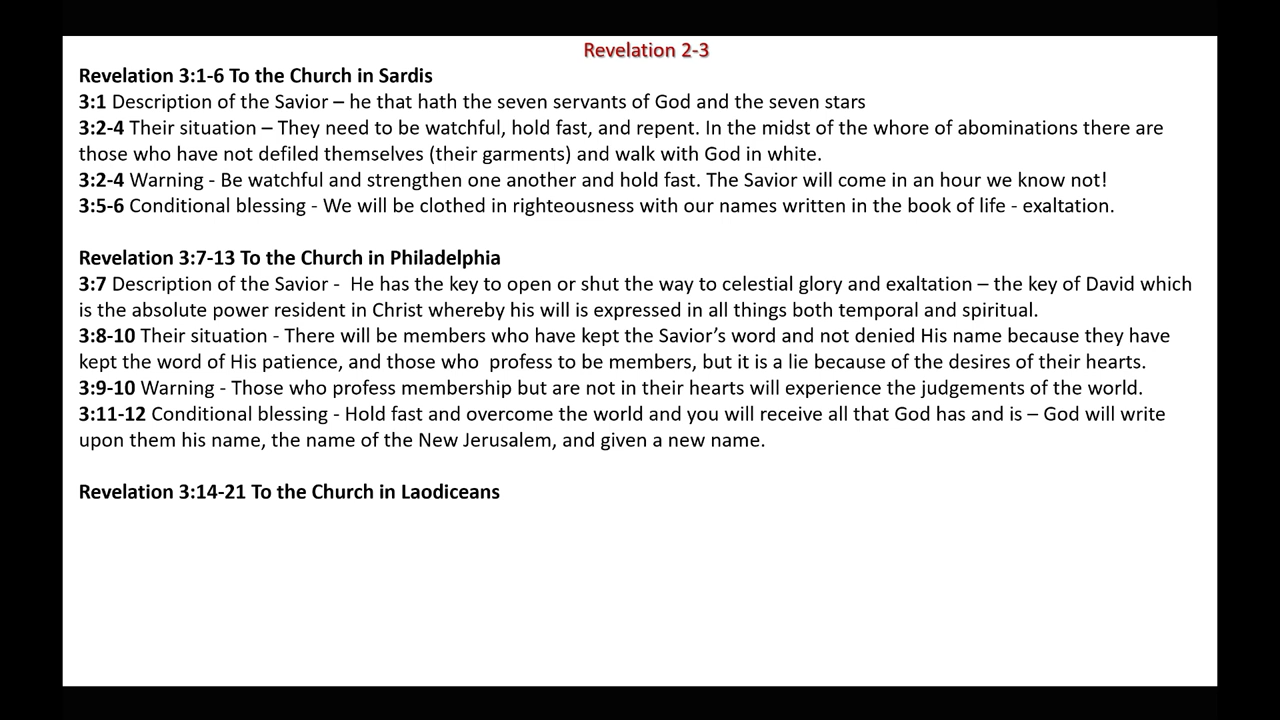 Revelation 2-3
Revelation 3:1-6 To the Church in Sardis
3:1 Description of the Savior – he that hath the seven servants of God and the seven stars
3:2-4 Their situation – They need to be watchful, hold fast, and repent. In the midst of the whore of abominations there are
those who have not defiled themselves (their garments) and walk with God in white.
3:2-4 Warning - Be watchful and strengthen one another and hold fast. The Savior will come in an hour we know not!
3:5-6 Conditional blessing - We will be clothed in righteousness with our names written in the book of life - exaltation.
Revelation 3:7-13 To the Church in Philadelphia
3:7 Description of the Savior -  He has the key to open or shut the way to celestial glory and exaltation – the key of David which
is the absolute power resident in Christ whereby his will is expressed in all things both temporal and spiritual.
3:8-10 Their situation - There will be members who have kept the Savior’s word and not denied His name because they have
kept the word of His patience, and those who  profess to be members, but it is a lie because of the desires of their hearts.
3:9-10 Warning - Those who profess membership but are not in their hearts will experience the judgements of the world.
3:11-12 Conditional blessing - Hold fast and overcome the world and you will receive all that God has and is – God will write
upon them his name, the name of the New Jerusalem, and given a new name.
Revelation 3:14-21 To the Church in Laodiceans